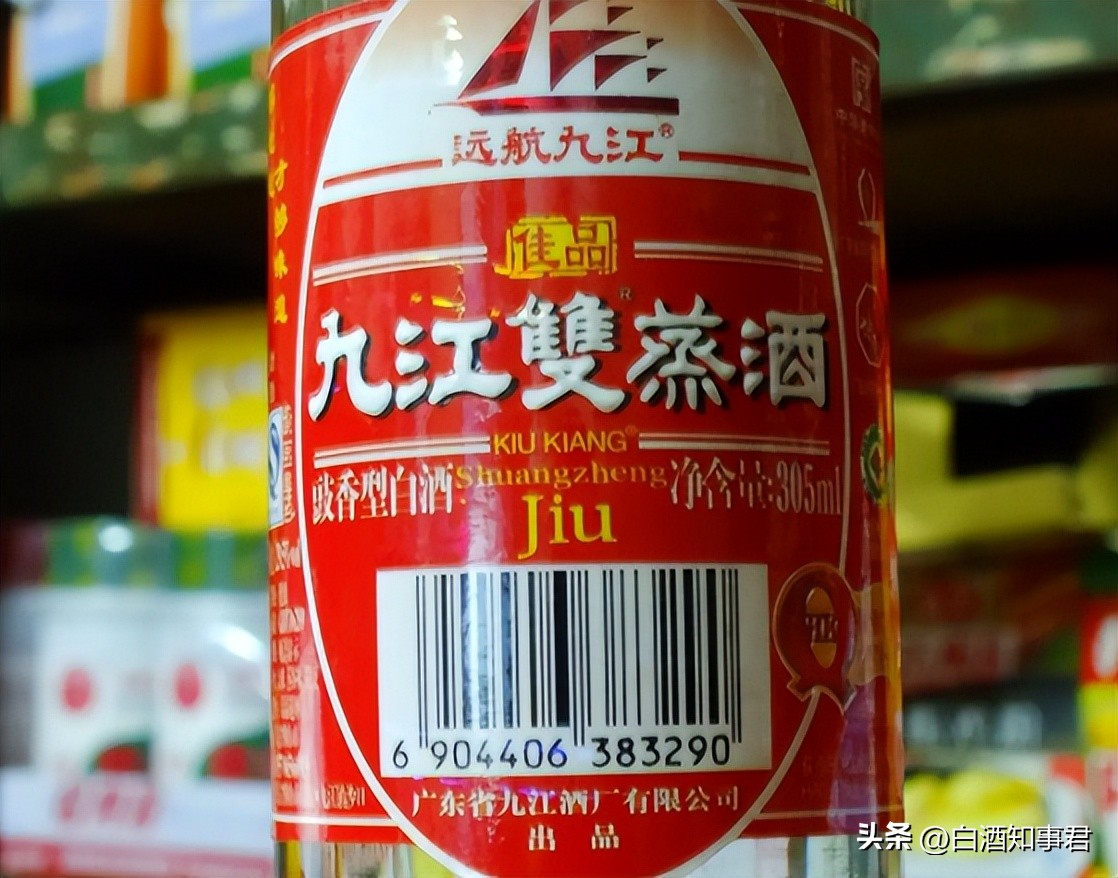 远航九江®
佳品
九江雙®蒸酒
KIU KIANG®
豉香型白酒 Shuangzheng 净含量:305ml
Jiu
6 904406 383290
广东省九江酒厂有限公司
出品
头条 @白酒知事君